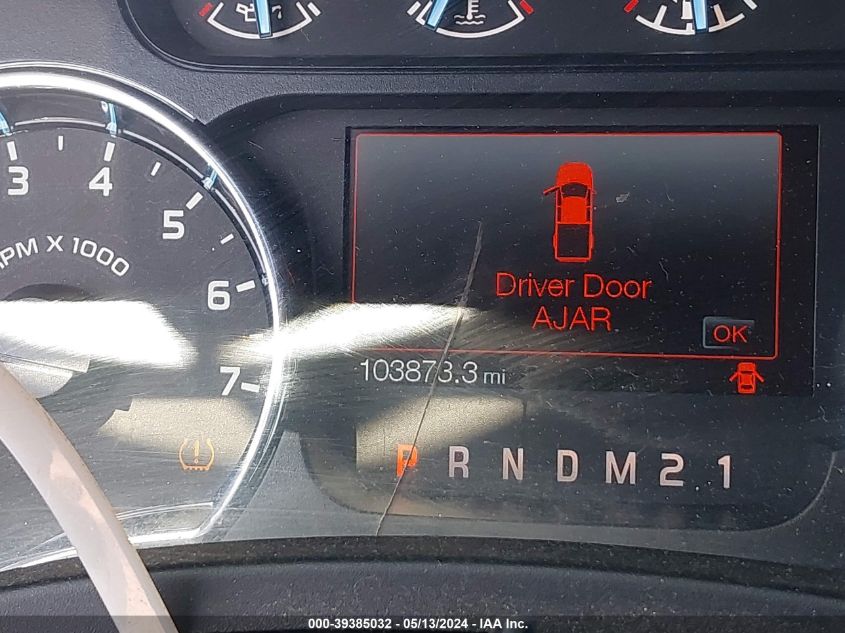 3
4
5
6
7
PM X 1000
Driver Door
AJAR
OK
103873.3 mi
P R N D M 2 1
000-39385032 - 05/13/2024 - IAA Inc.